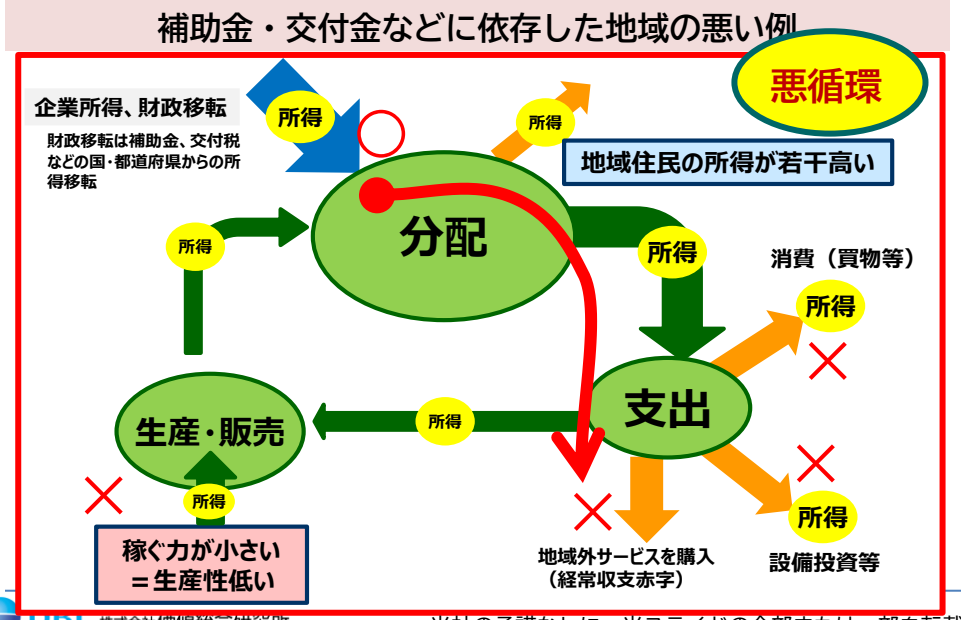 補助金・交付金などに依存した地域の悪い例
悪循環
企業所得、財政移転
財政移転は補助金、交付税
などの国・都道府県からの所
得移転
所得
所得
地域住民の所得が若干高い
分配
所得
所得
消費（買物等）
所得
支出
生産・販売
所得
所得
所得
設備投資等
稼ぐ力が小さい
＝生産性低い
地域外サービスを購入
（経常収支赤字）